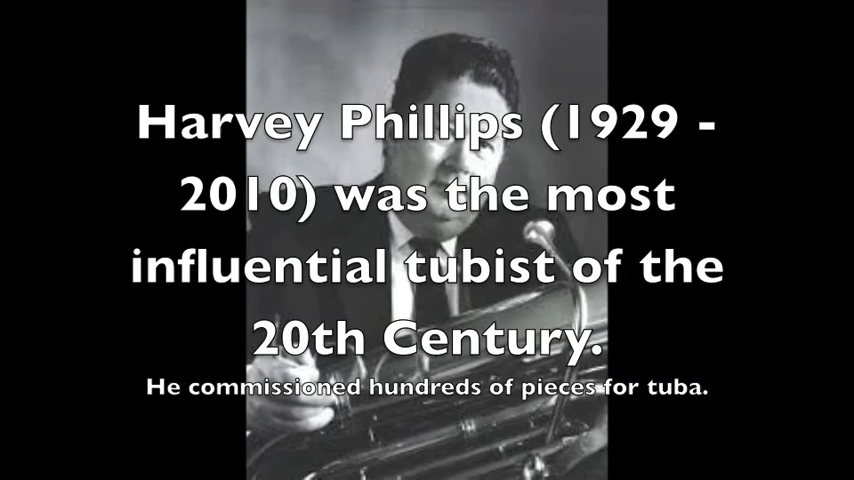 Harvey Phillips (1929 -
2010) was the most
influential tubist of the
20th Century.
He commissioned hundreds of pieces for tuba.